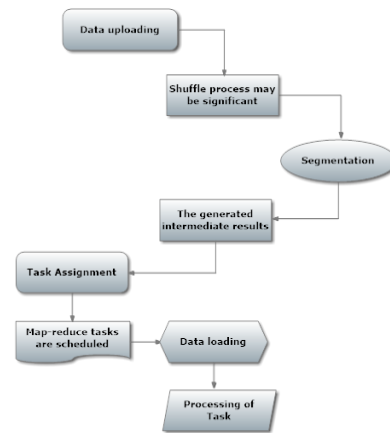 Data uploading
Shuffle process may
be significant
Segmentation
The generated
intermediate results
Task Assignment
Map-reduce tasks
are scheduled
Data loading
Processing of
Task